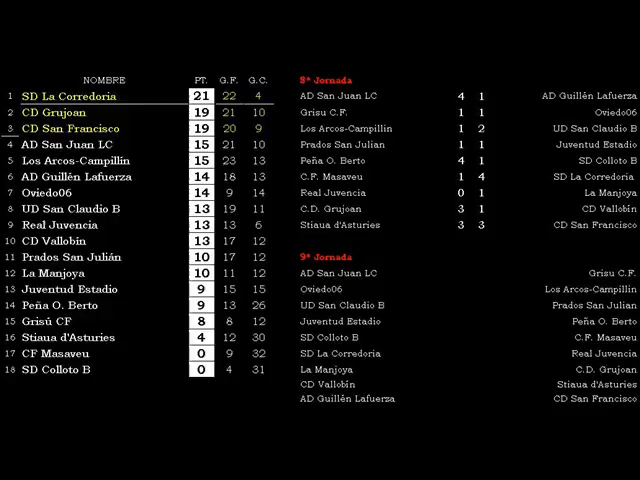 NOMBRE PT. G.F. G.C.
1 SD La Corredoria 21 22 4
2 CD Grujoan 19 21 10
3 CD San Francisco 19 20 9
4 AD San Juan LC 15 21 10
5 Los Arcos-Campillín 15 23 13
6 AD Guillén Lafuerza 14 18 13
7 Oviedo06 14 9 14
8 UD San Claudio B 13 19 11
9 Real Juvencia 13 13 6
10 CD Vallobín 13 17 12
11 Prados San Julián 10 17 12
12 La Manjoya 10 11 12
13 Juventud Estadio 9 15 15
14 Peña O. Berto 9 13 26
15 Grisú CF 8 8 12
16 Stiaua d'Asturies 4 12 30
17 CF Masaveu 0 9 32
18 SD Colloto B 0 4 31
8ª Jornada
AD San Juan LC 4 1 AD Guillén Lafuerza
Grisu C.F. 1 1 Oviedo06
Los Arcos-Campillín 1 2 UD San Claudio B
Prados San Julian 1 1 Juventud Estadio
Peña O. Berto 4 1 SD Colloto B
C.F. Masaveu 1 4 SD La Corredoria
Real Juvencia 0 1 La Manjoya
C.D. Grujoan 3 1 CD Vallobín
Stiaua d'Asturies 3 3 CD San Francisco
9ª Jornada
AD San Juan LC Grisu C.F.
Oviedo06 Los Arcos-Campillín
UD San Claudio B Prados San Julian
Juventud Estadio Peña O. Berto
SD Colloto B C.F. Masaveu
SD La Corredoria Real Juvencia
La Manjoya C.D. Grujoan
CD Vallobín Stiaua d'Asturies
AD Guillén Lafuerza CD San Francisco